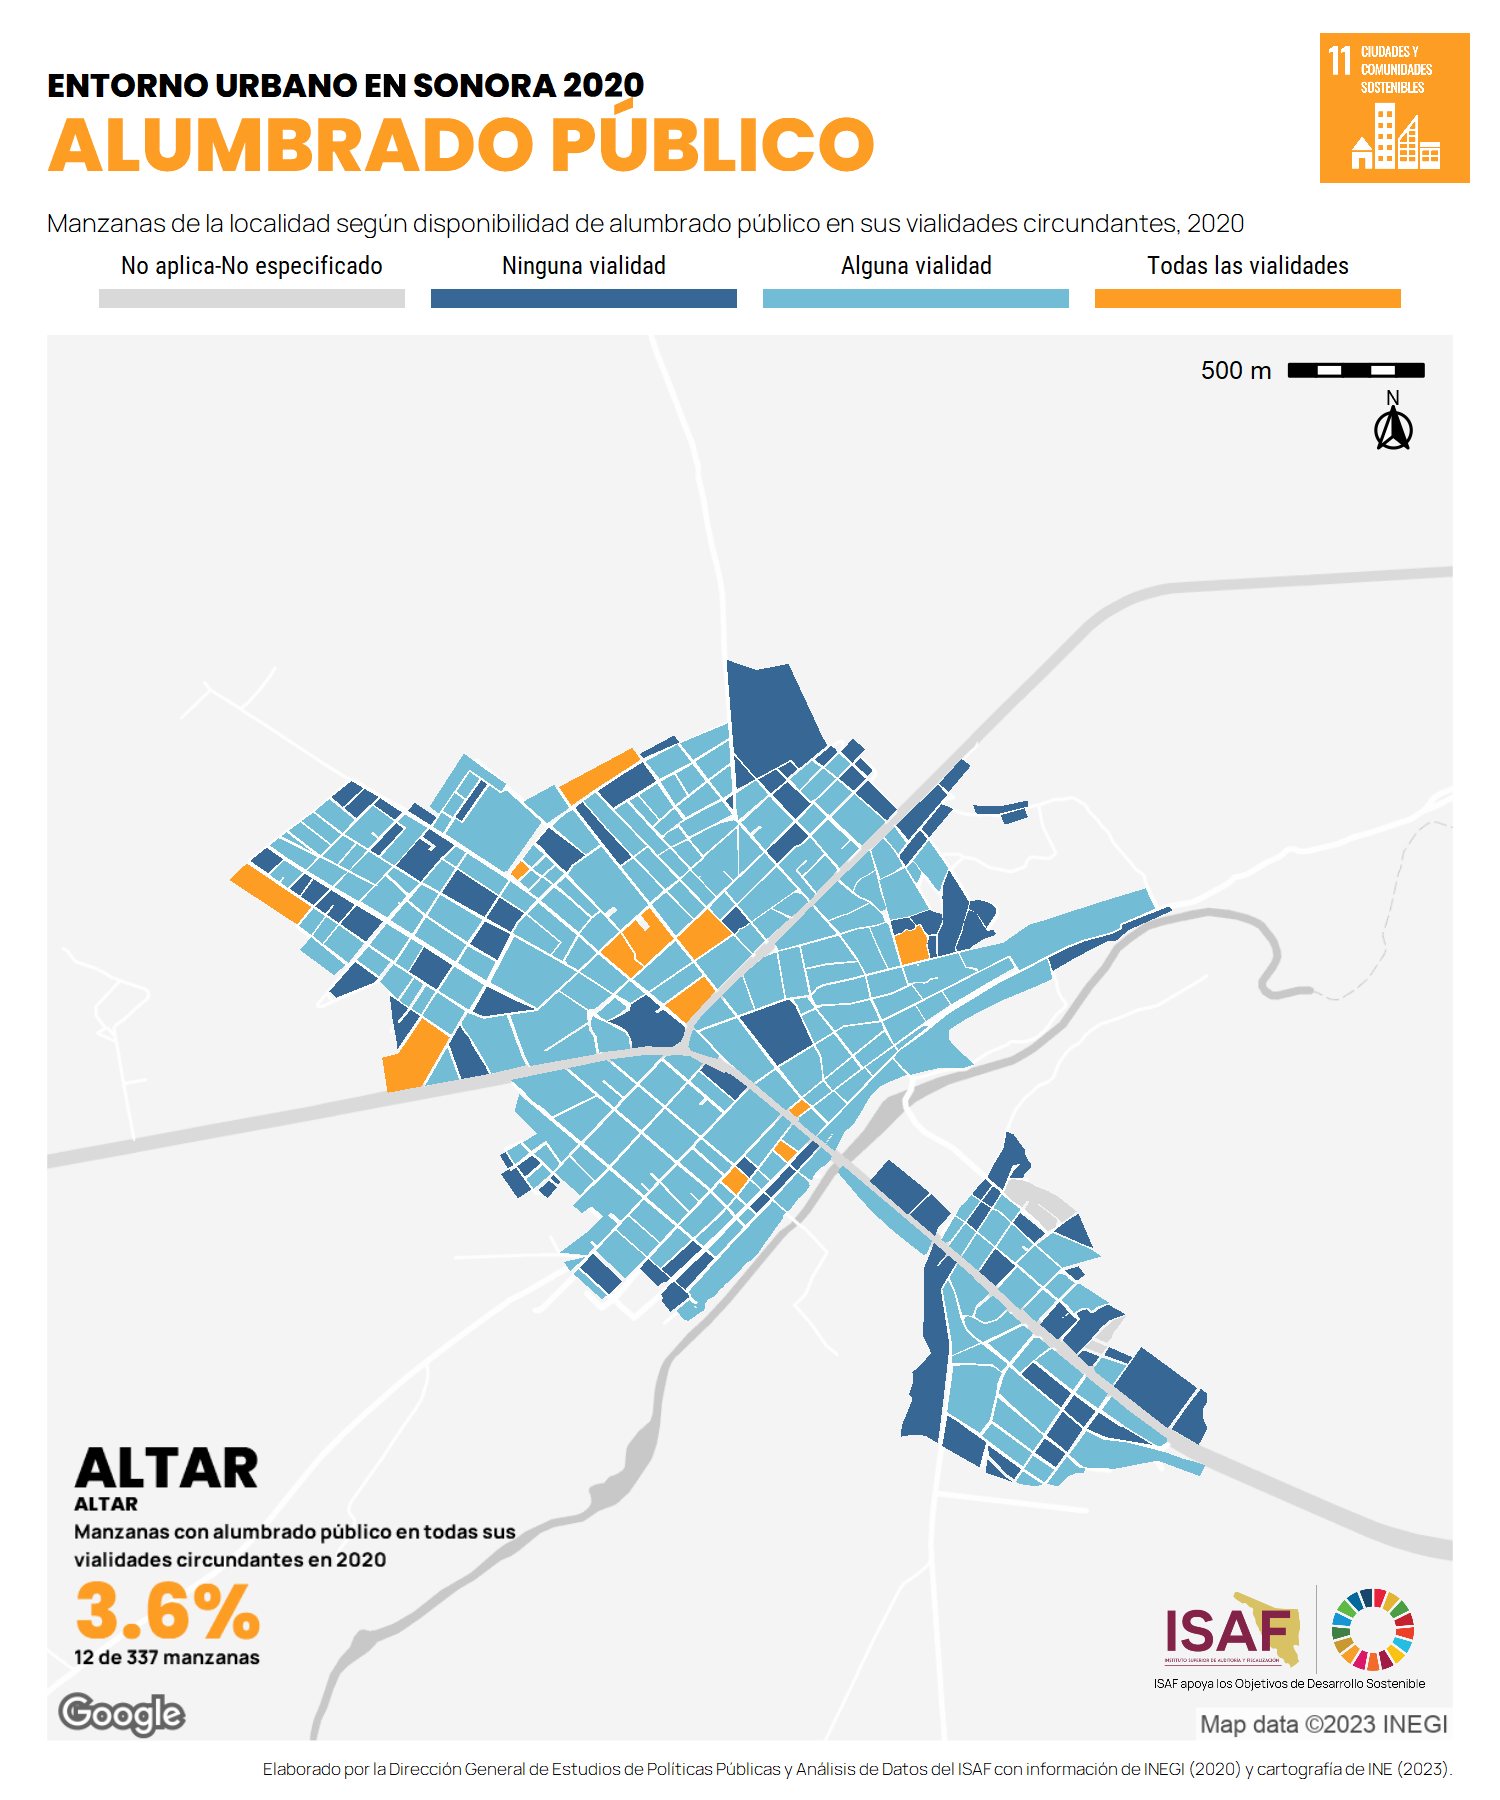 ENTORNO URBANO EN SONORA 2020
ALUMBRADO PÚBLICO
11 CIUDADES Y
COMUNIDADES
SOSTENIBLES
Manzanas de la localidad según disponibilidad de alumbrado público en sus vialidades circundantes, 2020
No aplica-No especificado Ninguna vialidad Alguna vialidad Todas las vialidades
500 m
N
ALTAR
ALTAR
Manzanas con alumbrado público en todas sus
vialidades circundantes en 2020
3.6%
12 de 337 manzanas
Google
ISAF
INSTITUTO SUPERIOR DE AUDITORÍA Y FISCALIZACIÓN
ISAF apoya los Objetivos de Desarrollo Sostenible
Map data ©2023 INEGI
Elaborado por la Dirección General de Estudios de Políticas Públicas y Análisis de Datos del ISAF con información de INEGI (2020) y cartografía de INE (2023).